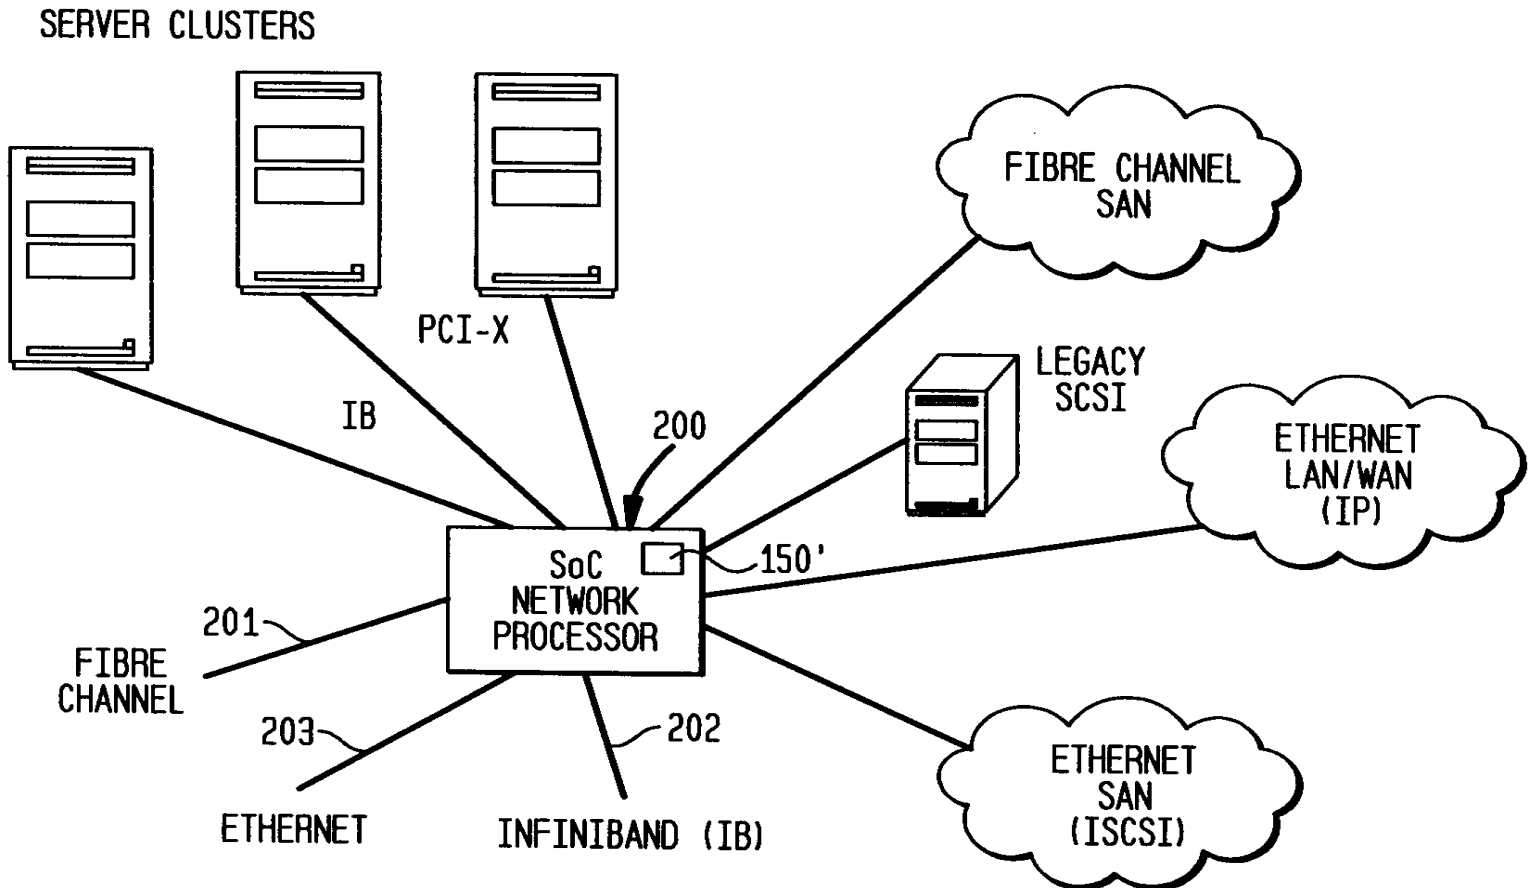 SERVER CLUSTERS
FIBRE CHANNEL
SAN
PCI-X
LEGACY
SCSI
IB
200
ETHERNET
LAN/WAN
(IP)
SoC
NETWORK
PROCESSOR
150'
201
FIBRE
CHANNEL
203
202
ETHERNET
SAN
(ISCSI)
ETHERNET
INFINIBAND (IB)